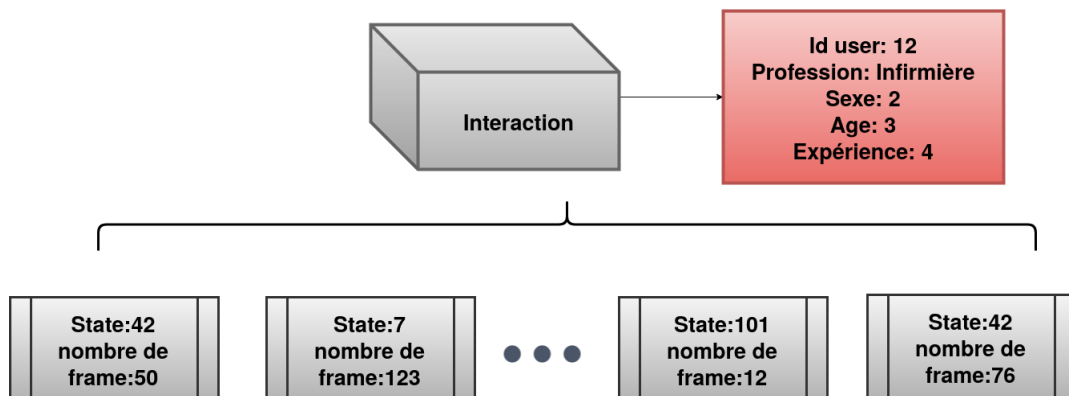 Id user: 12
Profession: Infirmière
Sexe: 2
Age: 3
Expérience: 4
Interaction
State:42
nombre de
frame:50
State:7
nombre de
frame:123
State:101
nombre de
frame:12
State:42
nombre de
frame:76